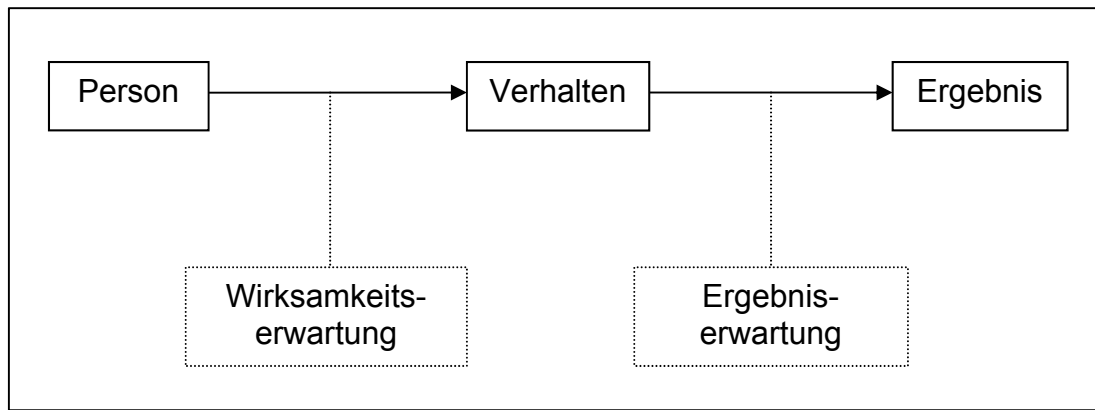 Person
Verhalten
Ergebnis
Wirksamkeits-
erwartung
Ergebnis-
erwartung